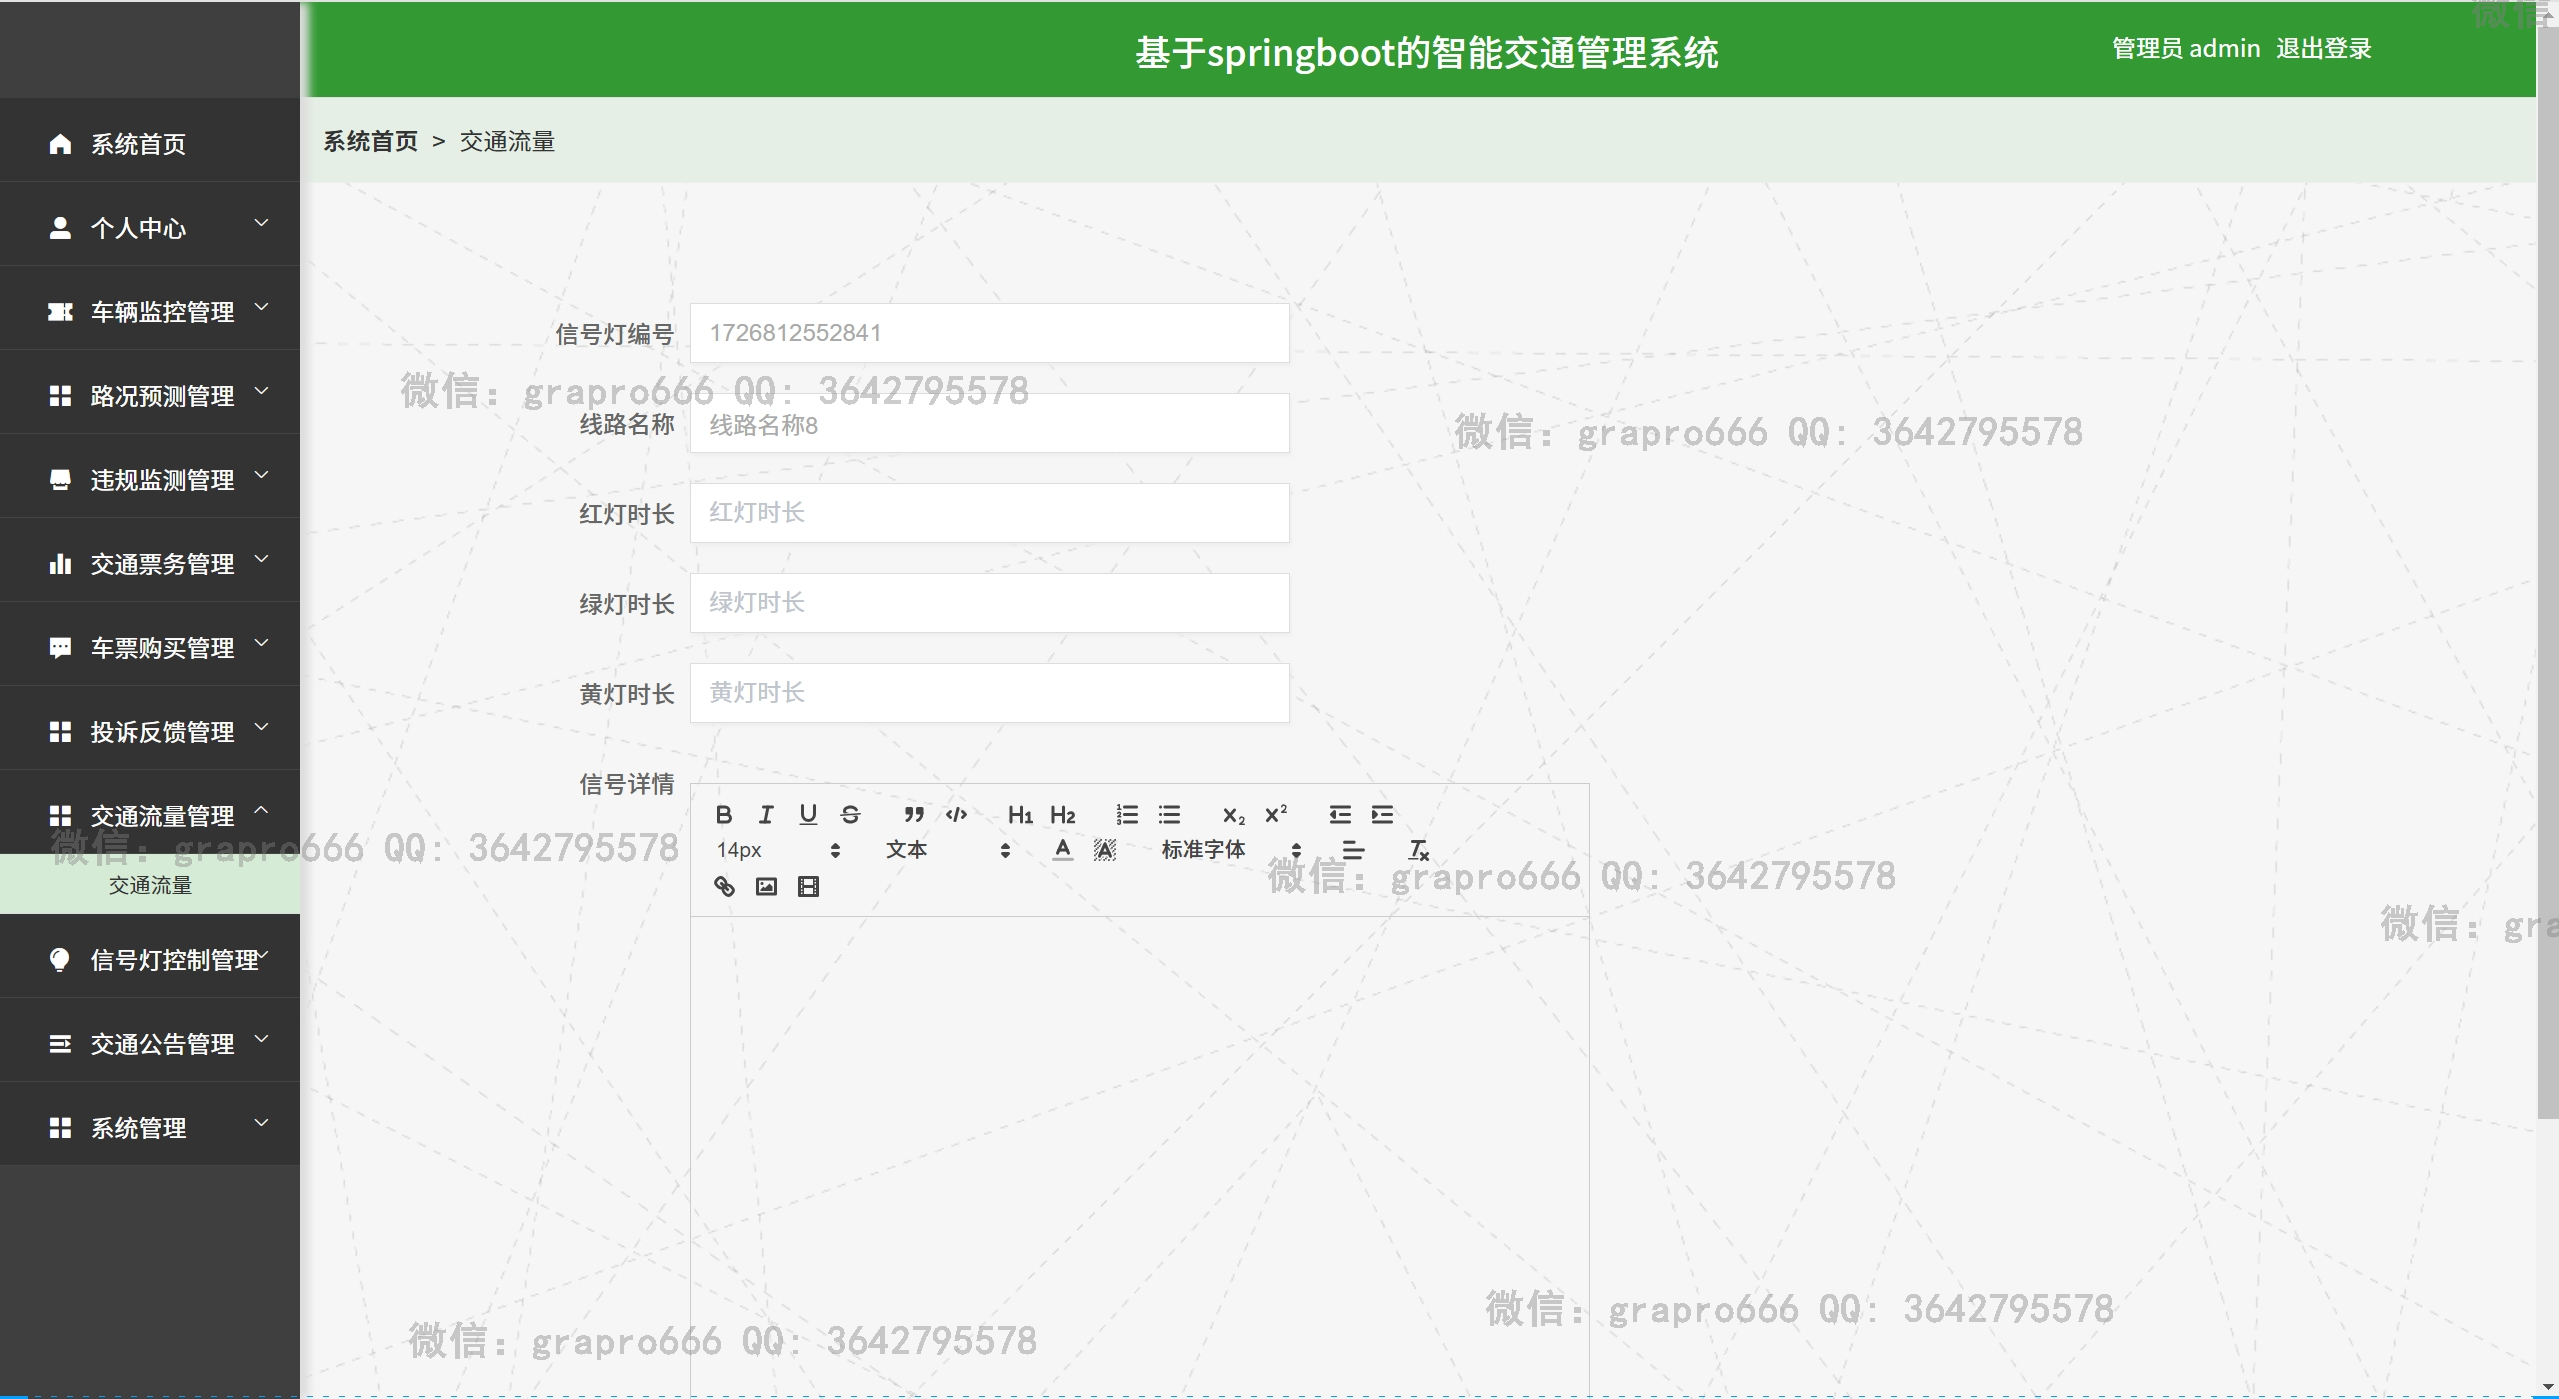 基于springboot的智能交通管理系统
管理员 admin 退出登录
系统首页 > 交通流量
系统首页
个人中心
车辆监控管理
路况预测管理
违规监测管理
交通票务管理
车票购买管理
投诉反馈管理
交通流量管理
交通流量
信号灯控制管理
交通公告管理
系统管理
信号灯编号 1726812552841
线路名称 线路名称8
红灯时长 红灯时长
绿灯时长 绿灯时长
黄灯时长 黄灯时长
信号详情
B I U S H1 H2 X2 X2
14px 文本 A A 标准字体
微信
微信: grapro666 QQ: 3642795578
微信: grapro666 QQ: 3642795578
微信: grapro666 QQ: 3642795578
微信: grapro666 QQ: 3642795578
微信: gra
微信: grapro666 QQ: 3642795578
微信: grapro666 QQ: 3642795578